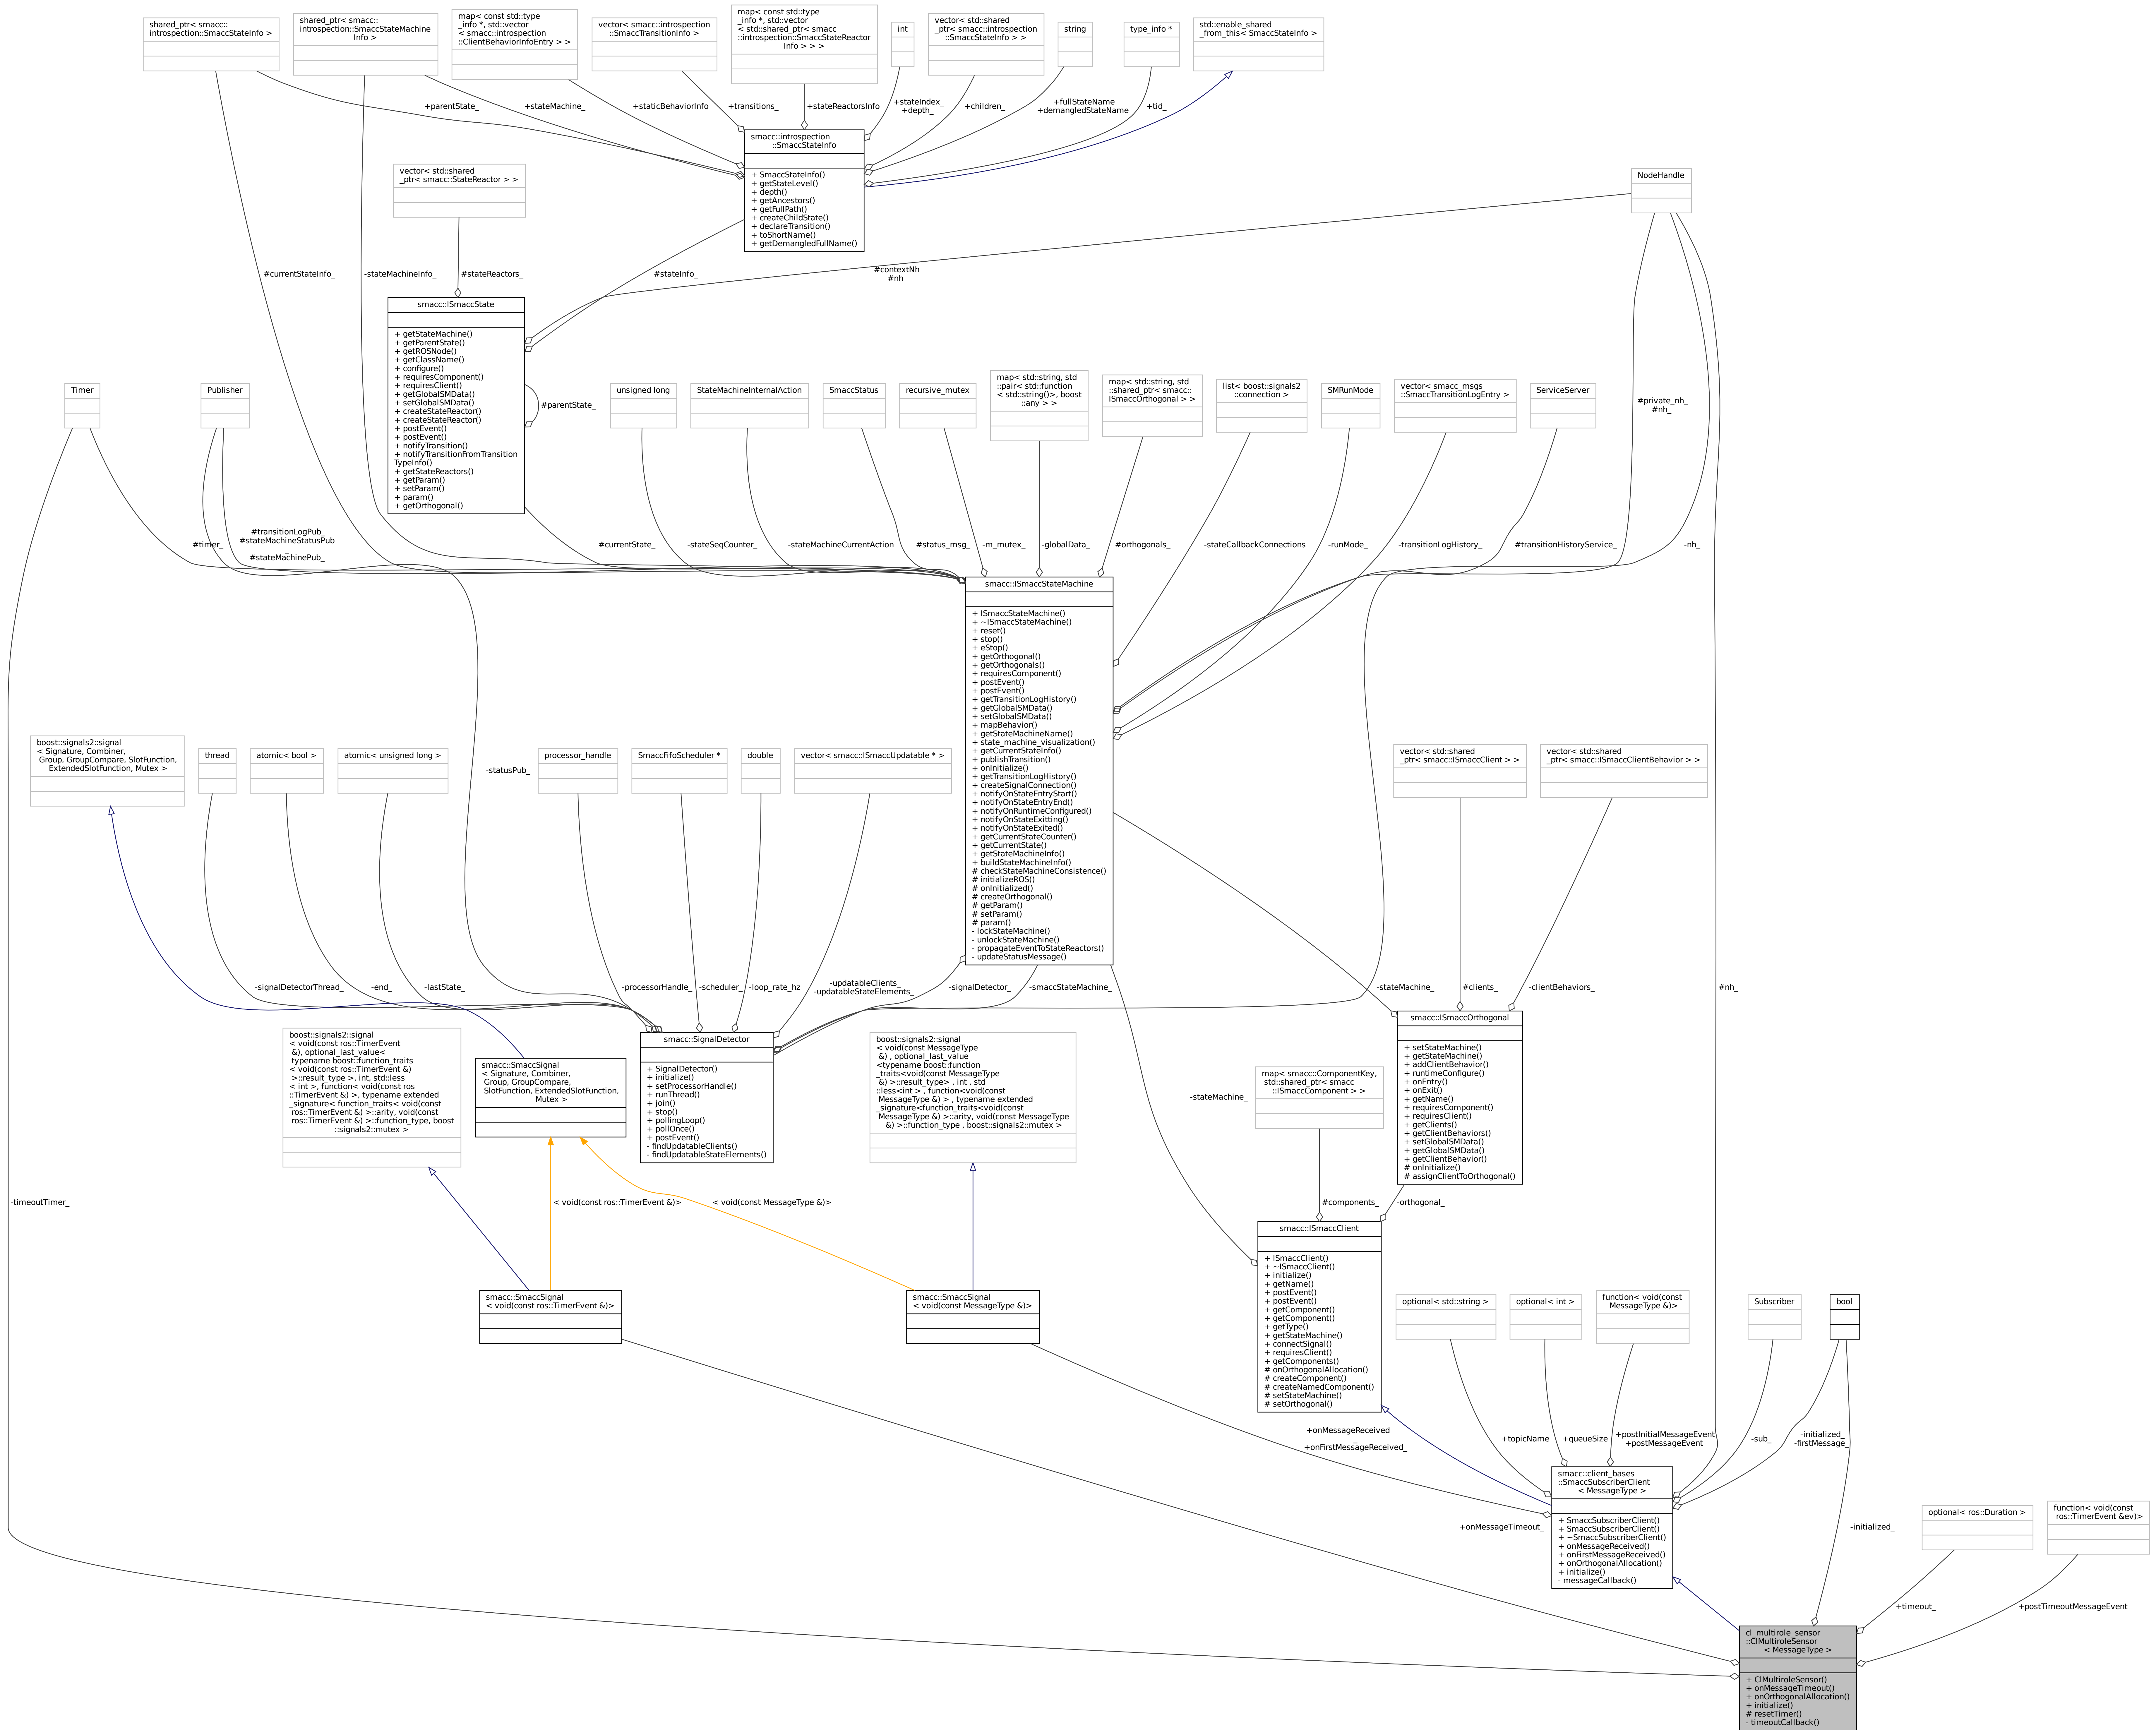 shared_ptr< smacc::
introspection::SmaccStateInfo >
shared_ptr< smacc::
introspection::SmaccStateMachine
Info >
map< const std::type
_info *, std::vector
< smacc::introspection
::ClientBehaviorInfoEntry > >
vector< smacc::introspection
::SmaccTransitionInfo >
map< const std::type
_info *, std::vector
< std::shared_ptr< smacc
::introspection::SmaccStateReactor
Info > > >
int
vector< std::shared
_ptr< smacc::introspection
::SmaccStateInfo > >
string
type_info *
std::enable_shared
_from_this< SmaccStateInfo >
+parentState_
+stateMachine_
+staticBehaviorInfo
+transitions_
+stateReactorsInfo
+stateIndex_
+depth_
+children_
+fullStateName
+demangledStateName
+tid_
smacc::introspection
::SmaccStateInfo
+ SmaccStateInfo()
+ getStateLevel()
+ depth()
+ getAncestors()
+ getFullPath()
+ createChildState()
+ declareTransition()
+ toShortName()
+ getDemangledFullName()
vector< std::shared
_ptr< smacc::StateReactor > >
NodeHandle
#currentStateInfo_
-stateMachineInfo_
#stateReactors_
#stateInfo_
#contextNh
#nh
smacc::ISmaccState
+ getStateMachine()
+ getParentState()
+ getROSNode()
+ getClassName()
+ configure()
+ requiresComponent()
+ requiresClient()
+ getGlobalSMData()
+ setGlobalSMData()
+ createStateReactor()
+ createStateReactor()
+ postEvent()
+ postEvent()
+ notifyTransition()
+ notifyTransitionFromTransition
TypeInfo()
+ getStateReactors()
+ getParam()
+ setParam()
+ param()
+ getOrthogonal()
#parentState_
Timer
Publisher
unsigned long
StateMachineInternalAction
SmaccStatus
recursive_mutex
map< std::string, std
::pair< std::function
< std::string()>, boost
::any > >
map< std::string, std
::shared_ptr< smacc::
ISmaccOrthogonal > >
list< boost::signals2
::connection >
SMRunMode
vector< smacc_msgs
::SmaccTransitionLogEntry >
ServiceServer
#private_nh_
#nh_
#timer_
#transitionLogPub_
#stateMachineStatusPub
_
#stateMachinePub_
#currentState_
-stateSeqCounter_
-stateMachineCurrentAction
#status_msg_
-m_mutex_
-globalData_
#orthogonals_
-stateCallbackConnections
-runMode_
-transitionLogHistory_
#transitionHistoryService_
-nh_
smacc::ISmaccStateMachine
+ ISmaccStateMachine()
+ ~ISmaccStateMachine()
+ reset()
+ stop()
+ eStop()
+ getOrthogonal()
+ getOrthogonals()
+ requiresComponent()
+ postEvent()
+ postEvent()
+ getTransitionLogHistory()
+ getGlobalSMData()
+ setGlobalSMData()
+ mapBehavior()
+ getStateMachineName()
+ state_machine_visualization()
+ getCurrentStateInfo()
+ publishTransition()
+ onInitialize()
+ getTransitionLogHistory()
+ createSignalConnection()
+ notifyOnStateEntryStart()
+ notifyOnStateEntryEnd()
+ notifyOnRuntimeConfigured()
+ notifyOnStateExitting()
+ notifyOnStateExited()
+ getCurrentStateCounter()
+ getCurrentState()
+ getStateMachineInfo()
+ buildStateMachineInfo()
# checkStateMachineConsistence()
# initializeROS()
# onInitialized()
# createOrthogonal()
# getParam()
# setParam()
# param()
- lockStateMachine()
- unlockStateMachine()
- propagateEventToStateReactors()
- updateStatusMessage()
boost::signals2::signal
< Signature, Combiner,
Group, GroupCompare, SlotFunction,
ExtendedSlotFunction, Mutex >
thread
atomic< bool >
atomic< unsigned long >
-statusPub_
processor_handle
SmaccFifoScheduler *
double
vector< smacc::ISmaccUpdatable * >
vector< std::shared
_ptr< smacc::ISmaccClient > >
vector< std::shared
_ptr< smacc::ISmaccClientBehavior > >
-signalDetectorThread_
-end_
-lastState_
-processorHandle_
-scheduler_
-loop_rate_hz
-updatableClients_
-updatableStateElements_
-signalDetector_
-smaccStateMachine_
-stateMachine_
#clients_
-clientBehaviors_
#nh_
boost::signals2::signal
< void(const ros::TimerEvent
&), optional_last_value<
typename boost::function_traits
< void(const ros::TimerEvent &)
>::result_type >, int, std::less
< int >, function< void(const ros
::TimerEvent &) >, typename extended
_signature< function_traits< void(const
ros::TimerEvent &) >::arity, void(const
ros::TimerEvent &) >::function_type, boost
::signals2::mutex >
smacc::SmaccSignal
< Signature, Combiner,
Group, GroupCompare,
SlotFunction, ExtendedSlotFunction,
Mutex >
smacc::SignalDetector
+ SignalDetector()
+ initialize()
+ setProcessorHandle()
+ runThread()
+ join()
+ stop()
+ pollingLoop()
+ pollOnce()
+ postEvent()
- findUpdatableClients()
- findUpdatableStateElements()
boost::signals2::signal
< void(const MessageType
&) , optional_last_value
<typename boost::function
_traits<void(const MessageType
&) >::result_type> , int , std
::less<int > , function<void(const
MessageType &) > , typename extended
_signature<function_traits<void(const
MessageType &) >::arity, void(const MessageType
&) >::function_type , boost::signals2::mutex >
smacc::ISmaccOrthogonal
+ setStateMachine()
+ getStateMachine()
+ addClientBehavior()
+ runtimeConfigure()
+ onEntry()
+ onExit()
+ getName()
+ requiresComponent()
+ requiresClient()
+ getClients()
+ getClientBehaviors()
+ setGlobalSMData()
+ getGlobalSMData()
+ getClientBehavior()
# onInitialize()
# assignClientToOrthogonal()
map< smacc::ComponentKey,
std::shared_ptr< smacc
::ISmaccComponent > >
-stateMachine_
-timeoutTimer_
< void(const ros::TimerEvent &)>
< void(const MessageType &)>
#components_
-orthogonal_
smacc::ISmaccClient
+ ISmaccClient()
+ ~ISmaccClient()
+ initialize()
+ getName()
+ postEvent()
+ postEvent()
+ getComponent()
+ getComponent()
+ getType()
+ getStateMachine()
+ connectSignal()
+ requiresClient()
+ getComponents()
# onOrthogonalAllocation()
# createComponent()
# createNamedComponent()
# setStateMachine()
# setOrthogonal()
smacc::SmaccSignal
< void(const ros::TimerEvent &)>
smacc::SmaccSignal
< void(const MessageType &)>
optional< std::string >
optional< int >
function< void(const
MessageType &)>
Subscriber
bool
+onMessageReceived
_
+onFirstMessageReceived_
+topicName
+queueSize
+postInitialMessageEvent
+postMessageEvent
-sub_
-initialized_
-firstMessage_
smacc::client_bases
::SmaccSubscriberClient
< MessageType >
+ SmaccSubscriberClient()
+ SmaccSubscriberClient()
+ ~SmaccSubscriberClient()
+ onMessageReceived()
+ onFirstMessageReceived()
+ onOrthogonalAllocation()
+ initialize()
- messageCallback()
+onMessageTimeout_
-initialized_
optional< ros::Duration >
function< void(const
ros::TimerEvent &ev)>
+timeout_
+postTimeoutMessageEvent
cl_multirole_sensor
::ClMultiroleSensor
< MessageType >
+ ClMultiroleSensor()
+ onMessageTimeout()
+ onOrthogonalAllocation()
+ initialize()
# resetTimer()
- timeoutCallback()